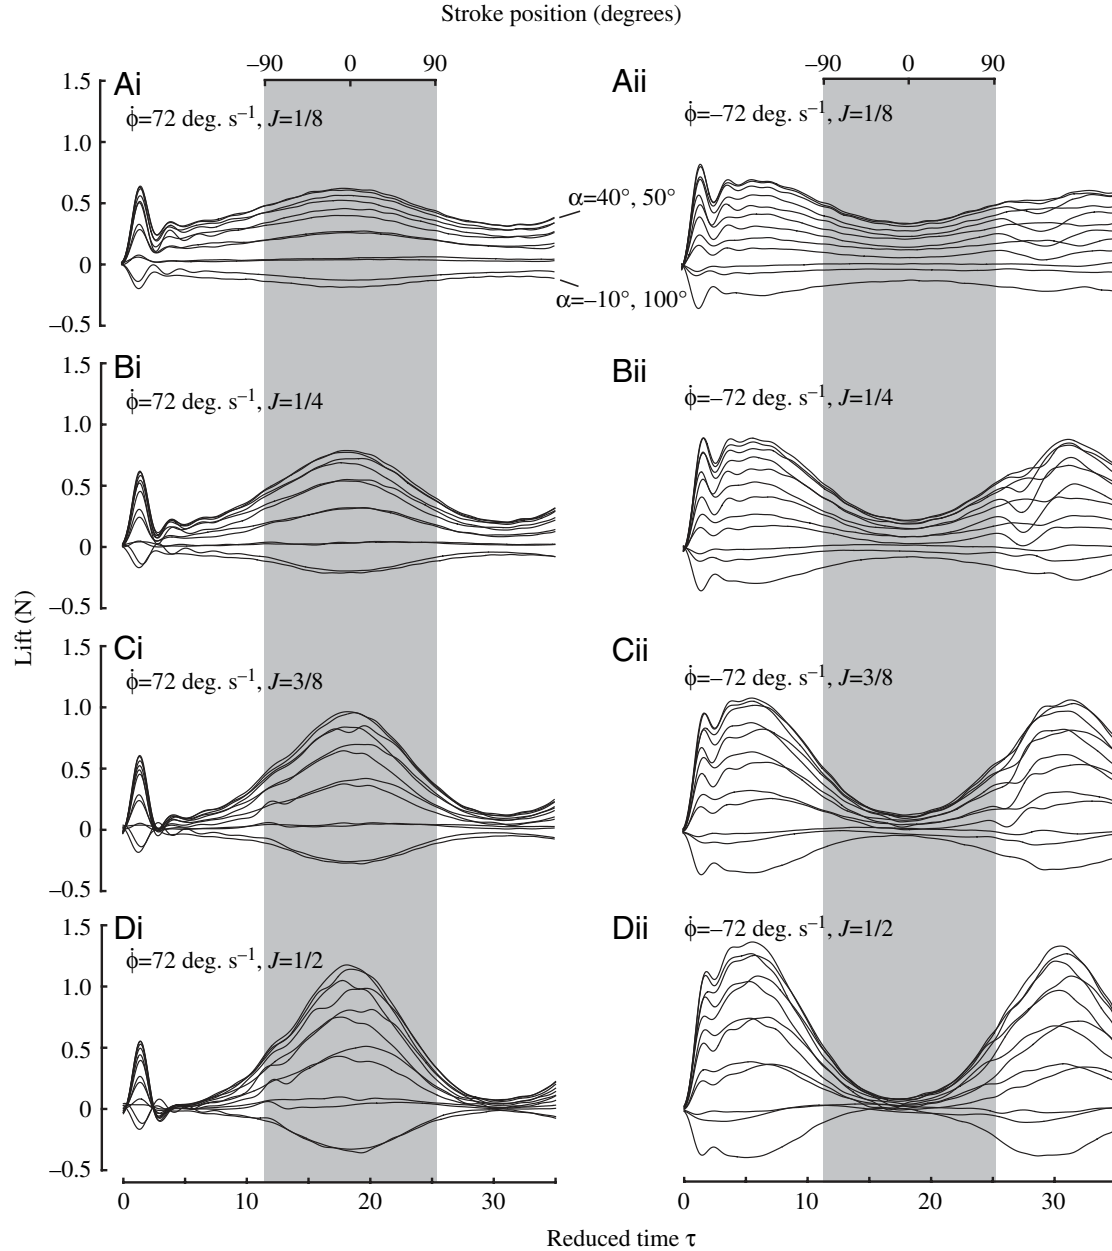 Stroke position (degrees)
–90 0 90
–90 0 90
Ai
Aii
ϕ̇=72 deg. s⁻¹, J=1/8
ϕ̇=–72 deg. s⁻¹, J=1/8
1.5
1.0
0.5
0
–0.5
α=40°, 50°
α=–10°, 100°
Bi
Bii
ϕ̇=72 deg. s⁻¹, J=1/4
ϕ̇=–72 deg. s⁻¹, J=1/4
1.5
1.0
0.5
0
–0.5
Lift (N)
Ci
Cii
ϕ̇=72 deg. s⁻¹, J=3/8
ϕ̇=–72 deg. s⁻¹, J=3/8
1.5
1.0
0.5
0
–0.5
Di
Dii
ϕ̇=72 deg. s⁻¹, J=1/2
ϕ̇=–72 deg. s⁻¹, J=1/2
1.5
1.0
0.5
0
–0.5
0 10 20 30
0 10 20 30
Reduced time τ